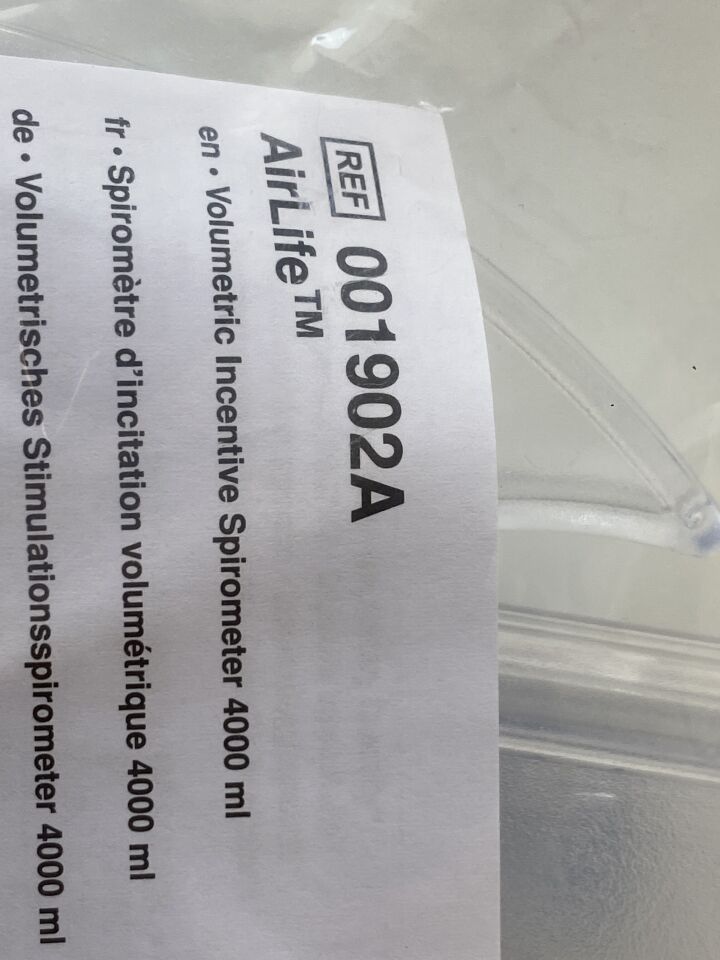 REF 001902A
AirLife™
en • Volumetric Incentive Spirometer 4000 ml
fr • Spiromètre d'incitation volumétrique 4000 ml
de • Volumetrisches Stimulationsspirometer 4000 ml